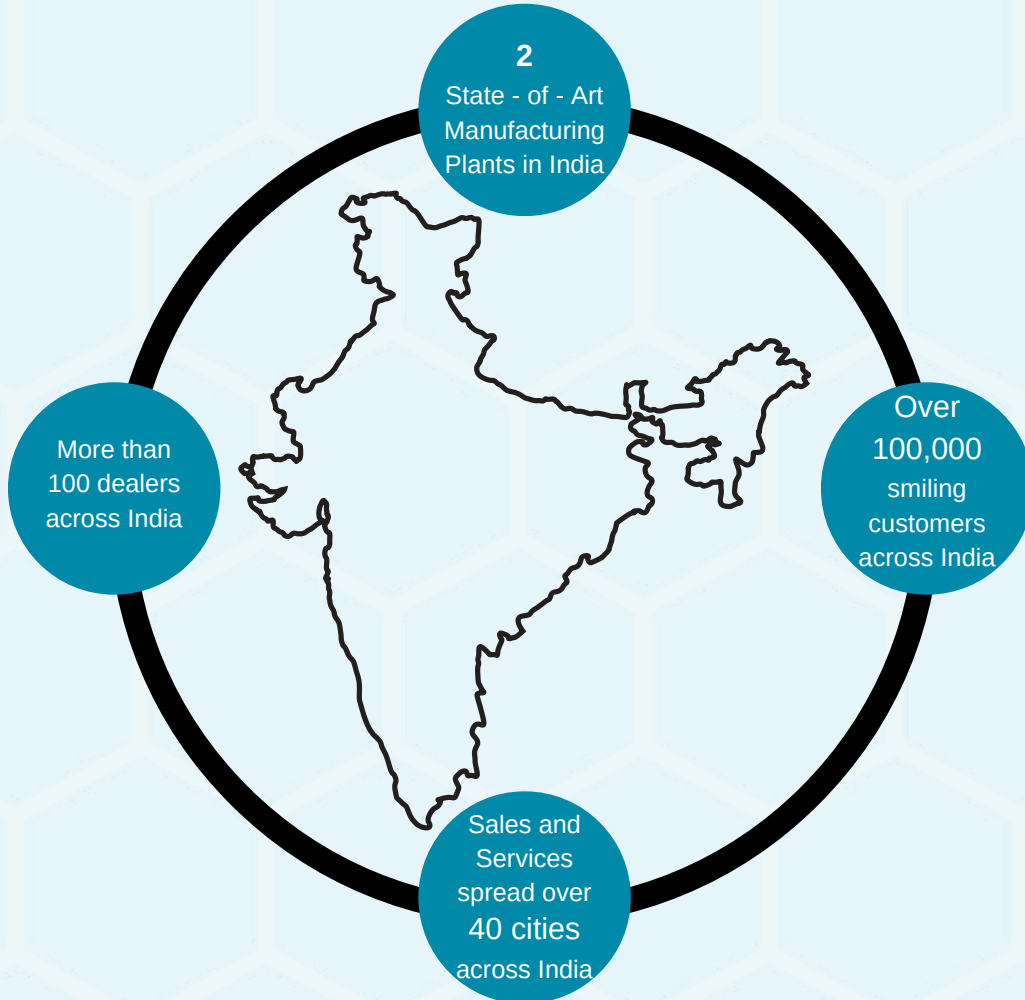 2
State - of - Art
Manufacturing
Plants in India
More than
100 dealers
across India
Over
100,000
smiling
customers
across India
Sales and
Services
spread over
40 cities
across India